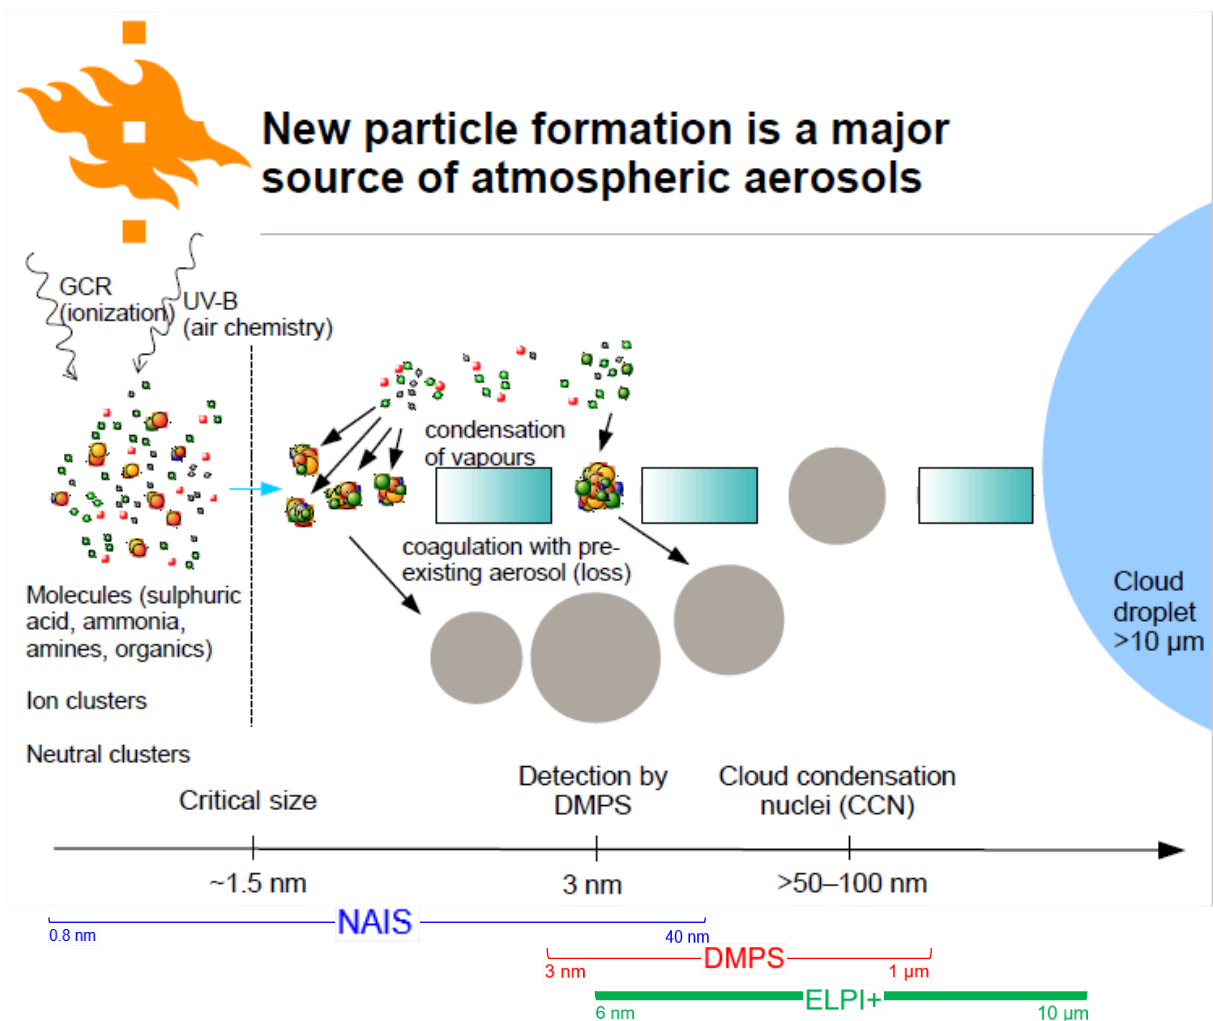 New particle formation is a major
source of atmospheric aerosols
GCR
(ionization)
UV-B
(air chemistry)
condensation
of vapours
coagulation with pre-
existing aerosol (loss)
Molecules (sulphuric
acid, ammonia,
amines, organics)
Ion clusters
Neutral clusters
Cloud
droplet
>10 µm
Critical size
Detection by
DMPS
Cloud condensation
nuclei (CCN)
~1.5 nm
3 nm
>50–100 nm
NAIS
0.8 nm
40 nm
DMPS
3 nm
1 µm
ELPI+
6 nm
10 µm